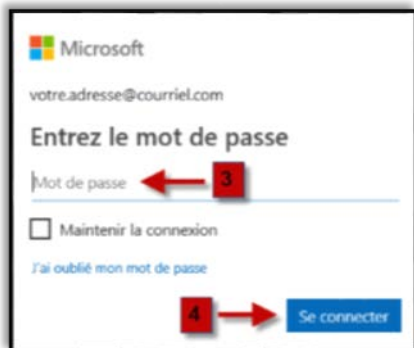 Microsoft
votre.adresse@courriel.com
Entrez le mot de passe
Mot de passe 3
Maintenir la connexion
J'ai oublié mon mot de passe
4 Se connecter